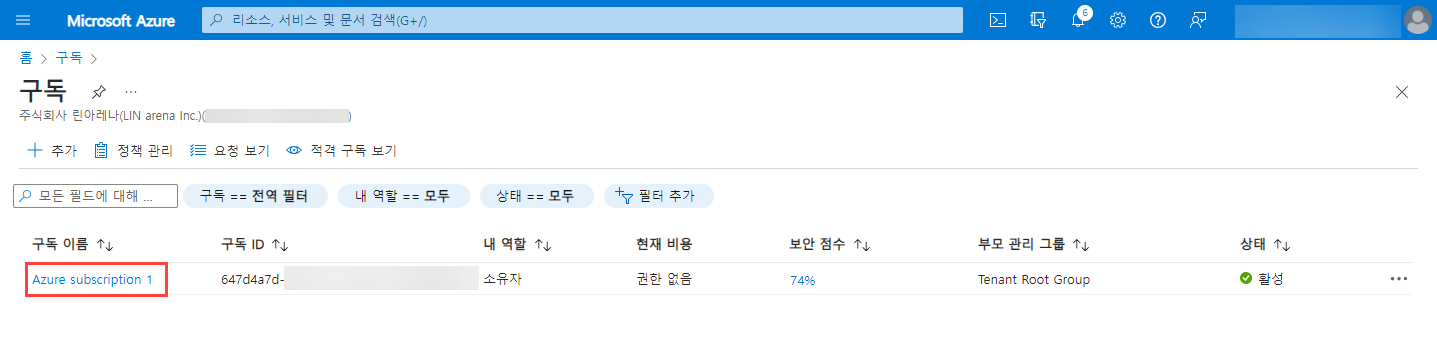 Microsoft Azure
리소스, 서비스 및 문서 검색(G+/)
6
홈 > 구독 >
구독
...
주식회사 린아레나(LIN arena Inc.)( )
추가 정책 관리 요청 보기 적격 구독 보기
모든 필드에 대해 ... 구독 == 전역 필터 내 역할 == 모두 상태 == 모두 필터 추가
구독 이름 구독 ID 내 역할 현재 비용 보안 점수 부모 관리 그룹 상태
Azure subscription 1 647d4a7d- 소유자 권한 없음 74% Tenant Root Group 활성 ...